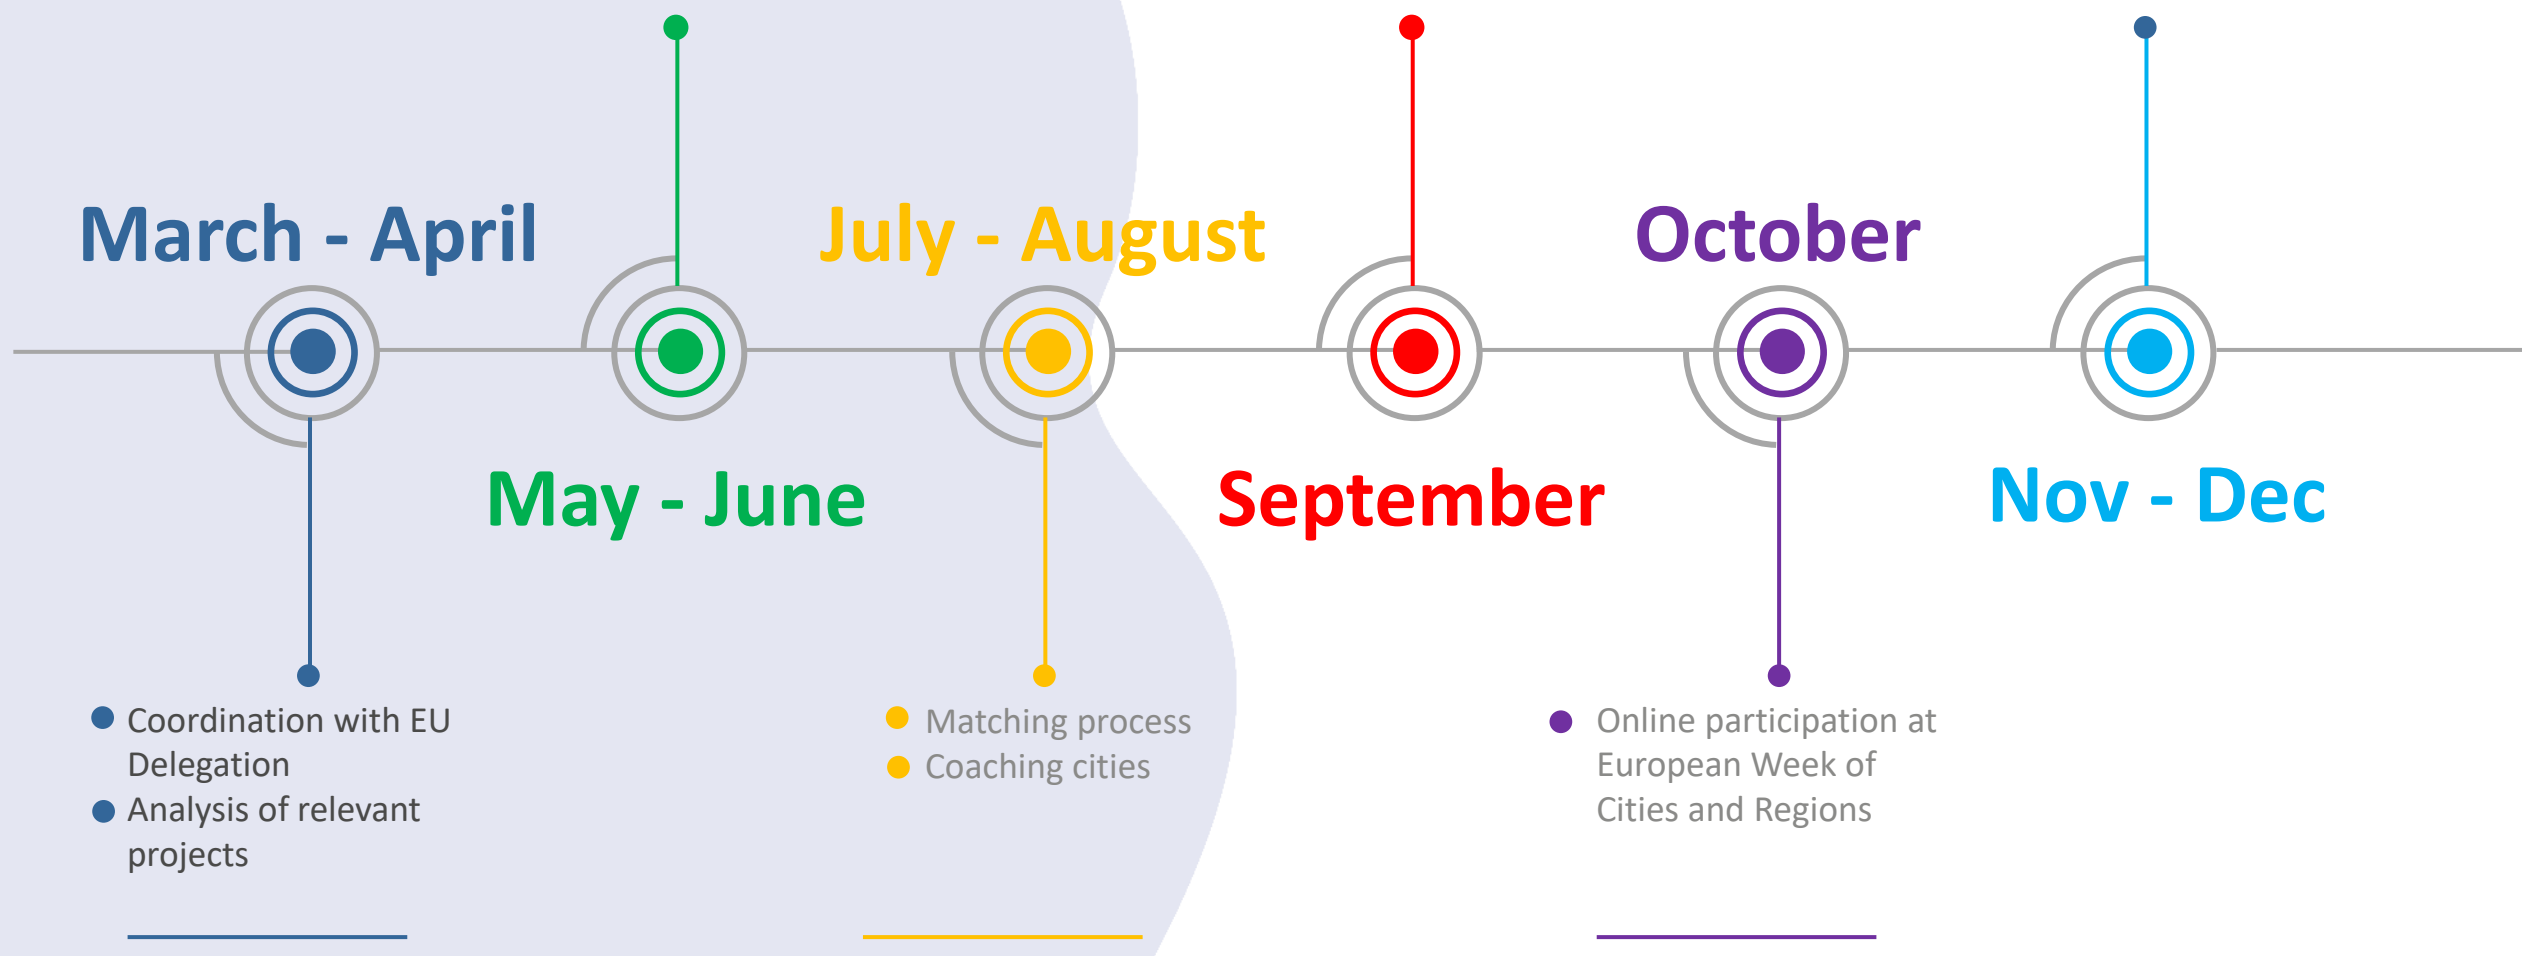 March - April
July - August
October
May - June
September
Nov - Dec
Coordination with EU
Delegation
Analysis of relevant
projects
Matching process
Coaching cities
Online participation at
European Week of
Cities and Regions